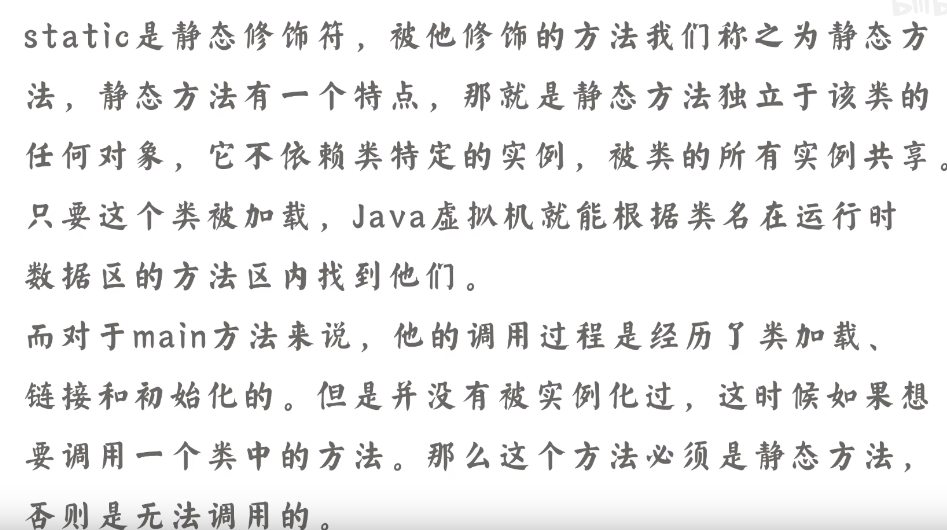 static是静态修饰符，被他修饰的方法我们称之为静态方
法，静态方法有一个特点，那就是静态方法独立于该类的
任何对象，它不依赖类特定的实例，被类的所有实例共享。
只要这个类被加载，Java虚拟机就能根据类名在运行时
数据区的方法区内找到他们。
而对于main方法来说，他的调用过程是经历了类加载、
链接和初始化的。但是并没有被实例化过，这时候如果想
要调用一个类中的方法。那么这个方法必须是静态方法，
否则是无法调用的。